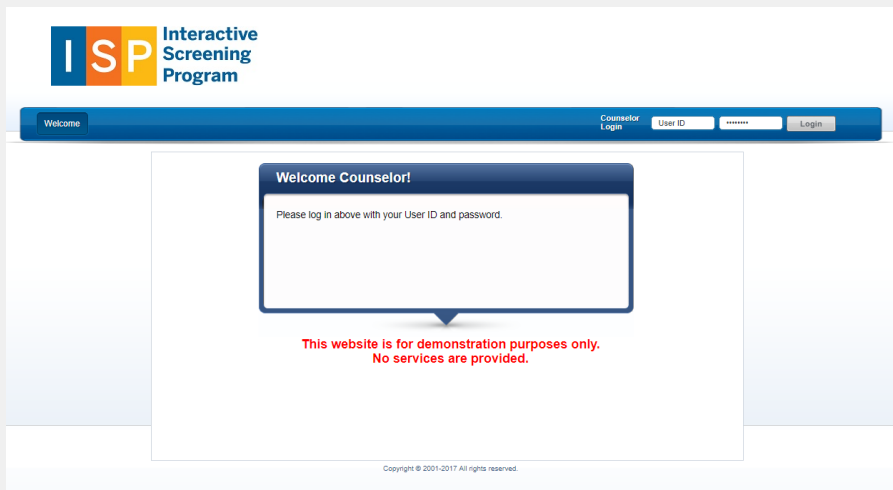 ISP
Interactive
Screening
Program
Welcome
Counselor
Login
User ID
••••••••
Login
Welcome Counselor!
Please log in above with your User ID and password.
This website is for demonstration purposes only.
No services are provided.
Copyright © 2001-2017 All rights reserved.